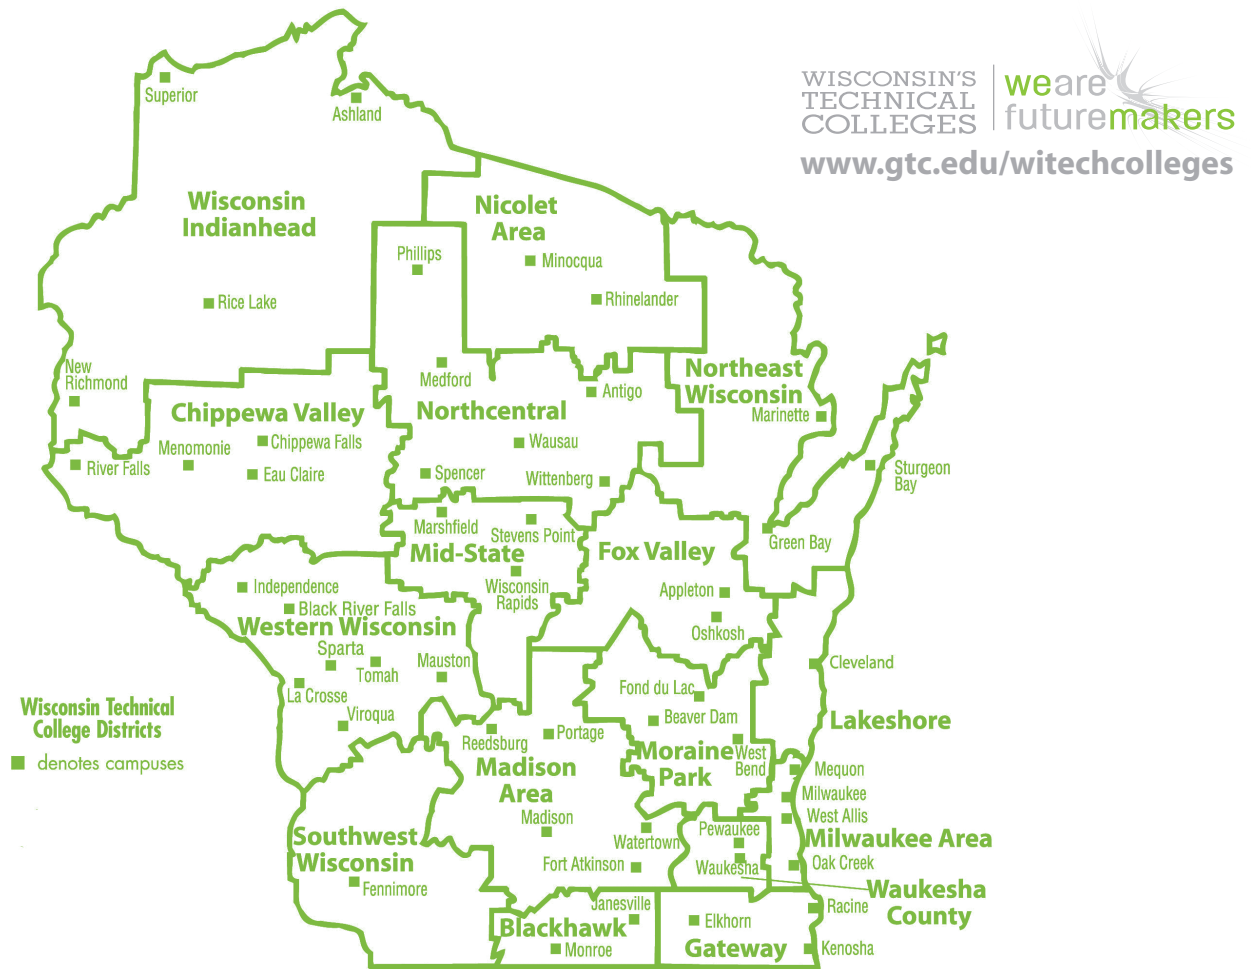 WISCONSIN'S
TECHNICAL
COLLEGES
weare
futuremakers
www.gtc.edu/witechcolleges
Superior
Ashland
Wisconsin
Indianhead
Nicolet
Area
Phillips
Minocqua
Rice Lake
Rhinelander
New
Richmond
Medford
Antigo
Northeast
Wisconsin
Marinette
Chippewa Valley
Northcentral
Menomonie
Chippewa Falls
Wausau
River Falls
Eau Claire
Spencer
Wittenberg
Sturgeon
Bay
Marshfield
Stevens Point
Mid-State
Fox Valley
Green Bay
Independence
Wisconsin
Rapids
Appleton
Black River Falls
Western Wisconsin
Oshkosh
Sparta
Tomah
Mauston
Cleveland
La Crosse
Fond du Lac
Viroqua
Beaver Dam
Lakeshore
Wisconsin Technical
College Districts
denotes campuses
Reedsburg
Portage
Moraine
Park
West
Bend
Madison
Area
Mequon
Milwaukee
Madison
West Allis
Southwest
Wisconsin
Watertown
Pewaukee
Milwaukee Area
Fort Atkinson
Waukesha
Oak Creek
Fennimore
Waukesha
County
Janesville
Racine
Blackhawk
Elkhorn
Monroe
Gateway
Kenosha